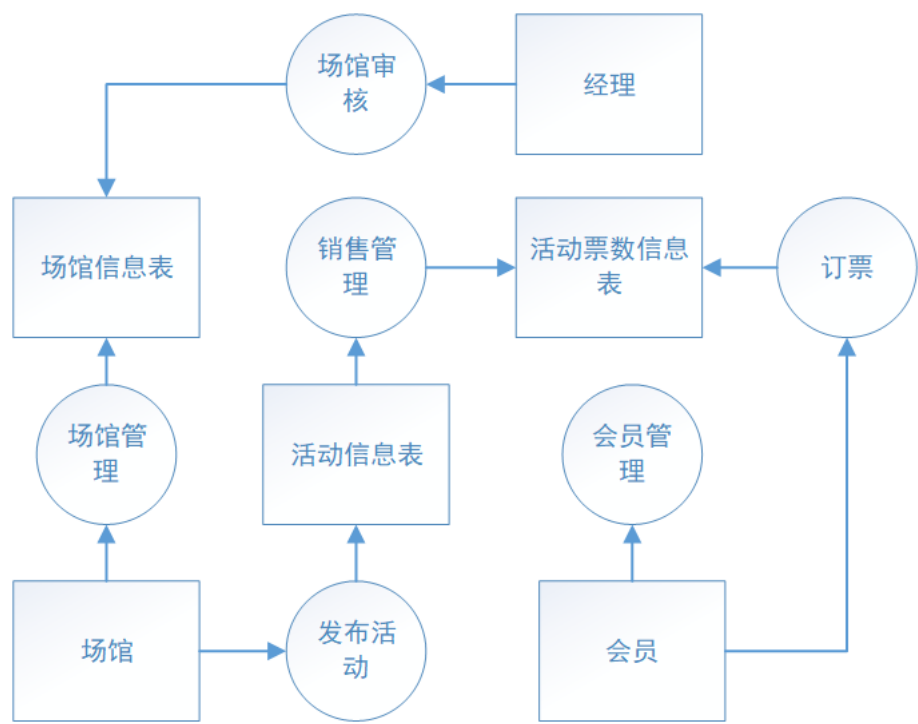 场馆审
核
经理
场馆信息表
销售管
理
活动票数信息
表
订票
场馆管
理
活动信息表
会员管
理
场馆
发布活
动
会员